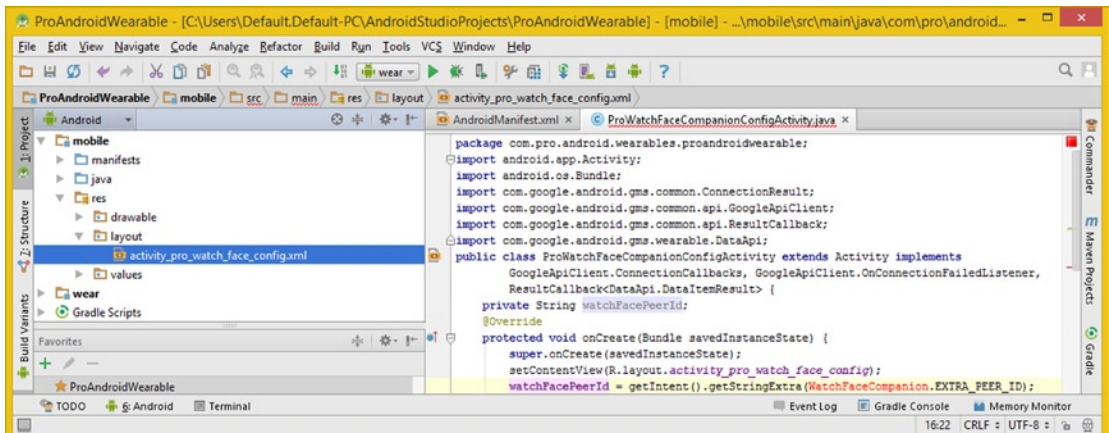 ProAndroidWearable - [C:\Users\Default.Default-PC\AndroidStudioProjects\ProAndroidWearable] - [mobile] - ...\mobile\src\main\java\com\pro\android...
File Edit View Navigate Code Analyze Refactor Build Run Tools VCS Window Help
wear
ProAndroidWearable mobile src main res layout activity_pro_watch_face_config.xml
Android
AndroidManifest.xml ProWatchFaceCompanionConfigActivity.java
1: Project
Z: Structure
Build Variants
mobile
manifests
java
res
drawable
layout
activity_pro_watch_face_config.xml
values
wear
Gradle Scripts
Favorites
ProAndroidWearable
package com.pro.android.wearables.proandroidwearable;
import android.app.Activity;
import android.os.Bundle;
import com.google.android.gms.common.ConnectionResult;
import com.google.android.gms.common.api.GoogleApiClient;
import com.google.android.gms.common.api.ResultCallback;
import com.google.android.gms.wearable.DataApi;
public class ProWatchFaceCompanionConfigActivity extends Activity implements
GoogleApiClient.ConnectionCallbacks, GoogleApiClient.OnConnectionFailedListener,
ResultCallback<DataApi.DataItemResult> {
private String watchFacePeerId;
@Override
protected void onCreate(Bundle savedInstanceState) {
super.onCreate(savedInstanceState);
setContentView(R.layout.activity_pro_watch_face_config);
watchFacePeerId = getIntent().getStringExtra(WatchFaceCompanion.EXTRA_PEER_ID);
Commander
m Maven Projects
Gradle
TODO 6: Android Terminal Event Log Gradle Console Memory Monitor
16:22 CRLF UTF-8